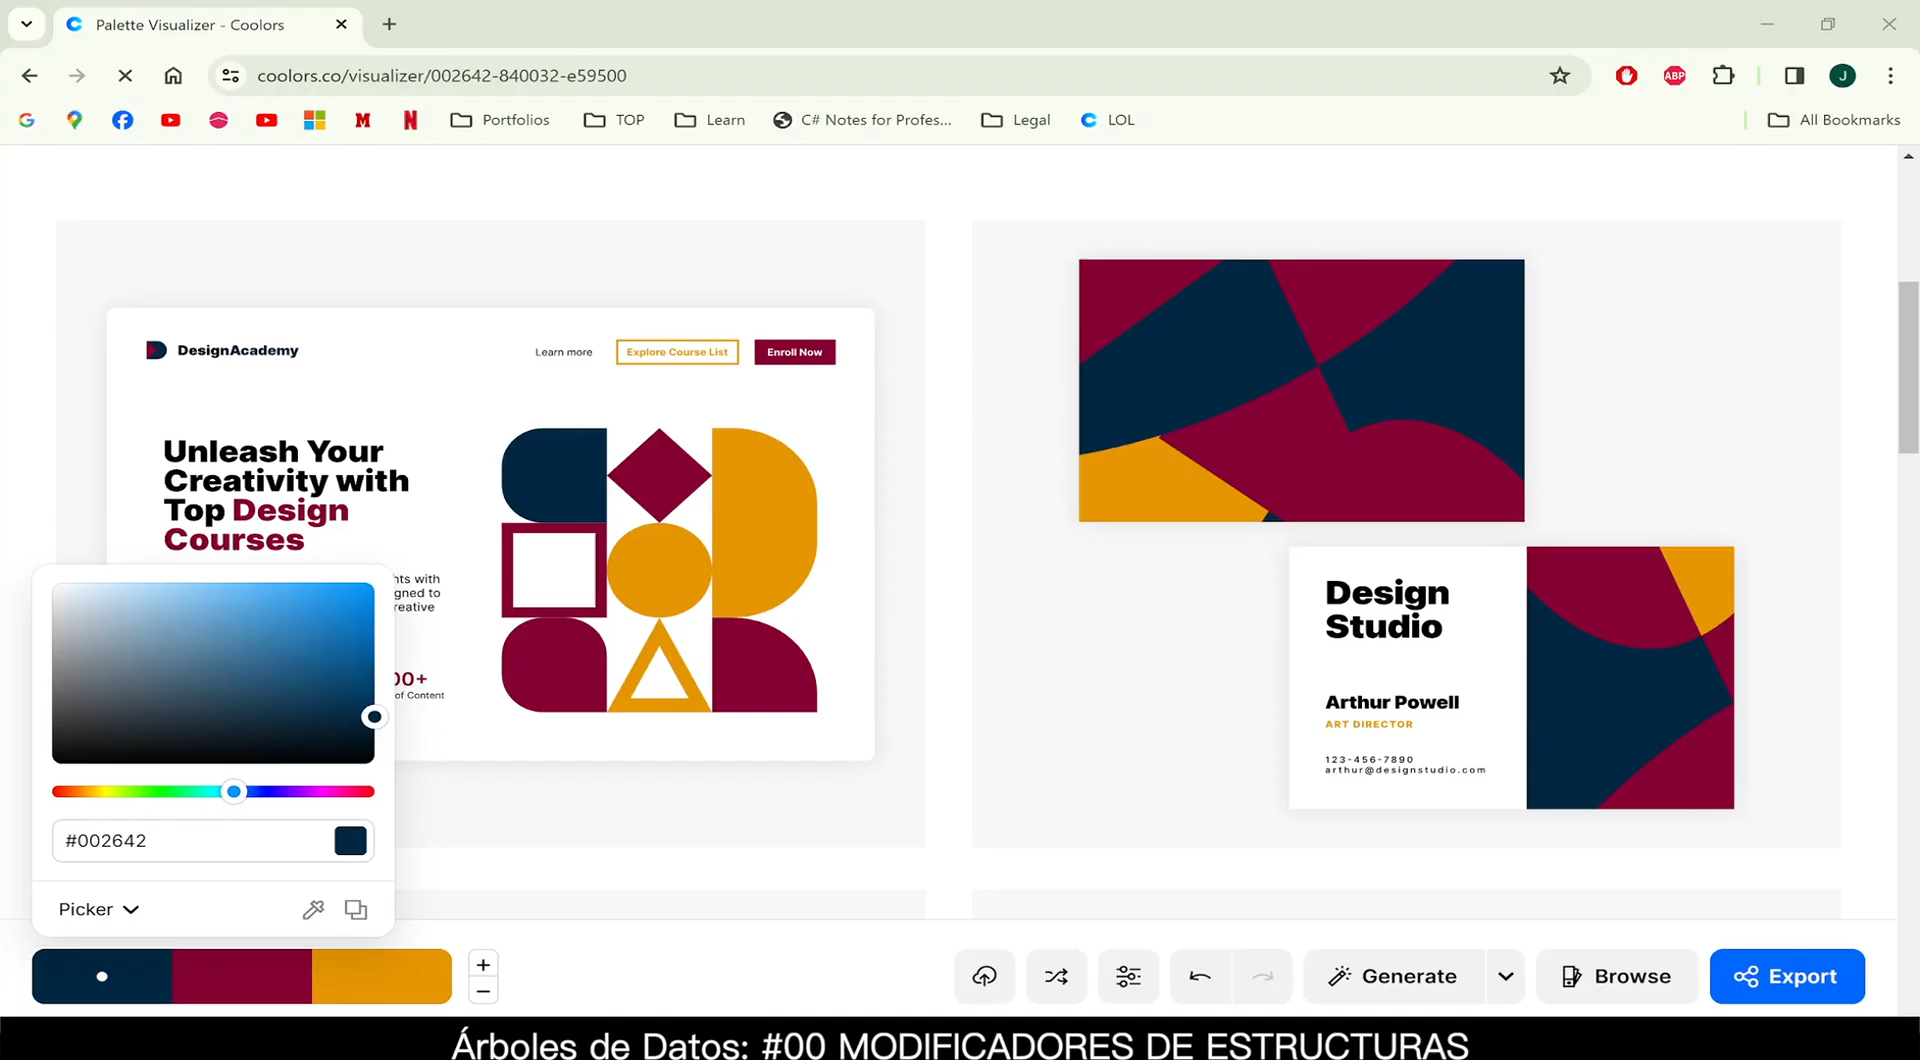 Palette Visualizer - Coolors
coolors.co/visualizer/002642-840032-e59500
ABP
J
M
N
Portfolios
TOP
Learn
C# Notes for Profes...
Legal
LOL
All Bookmarks
DesignAcademy
Learn more
Explore Course List
Enroll Now
Unleash Your
Creativity with
Top Design
Courses
hts with
gned to
reative
00+
of Content
Design
Studio
Arthur Powell
ART DIRECTOR
123-456-7890
arthur@designstudio.com
#002642
Picker
Generate
Browse
Export
Árboles de Datos: #00 MODIFICADORES DE ESTRUCTURAS